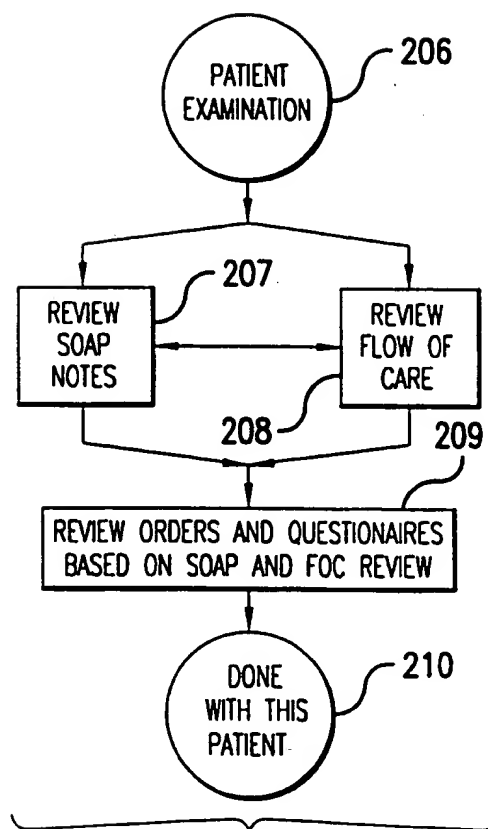 PATIENT
EXAMINATION
206
207
REVIEW
SOAP
NOTES
REVIEW
FLOW OF
CARE
208
209
REVIEW ORDERS AND QUESTIONAIRES
BASED ON SOAP AND FOC REVIEW
DONE
WITH THIS
PATIENT
210